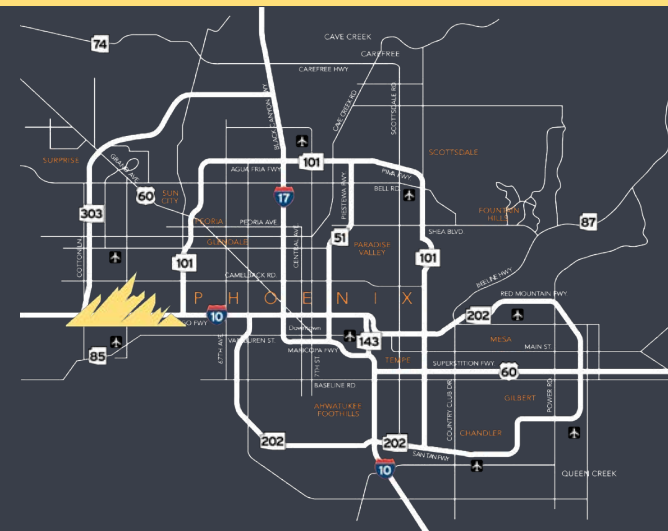 CAVE CREEK
74
CAREFREE
CAREFREE HWY
BLACK CANYON HWY
CAVE CREEK RD
SCOTTSDALE RD
SURPRISE
GRAND AVE
60
SUN
CITY
AGUA FRIA FWY
101
PIMA FWY
SCOTTSDALE
BELL RD
17
PIESTEWA FWY
303
PEORIA
PEORIA AVE
FOUNTAIN
HILLS
87
SHEA BLVD
COTTON LN
GLENDALE
CENTRAL AVE
51
PARADISE
VALLEY
101
101
CAMELBACK RD
BEELINE HWY
PHOENIX
RED MOUNTAIN FWY
GO FWY
10
202
Downtown
85
67TH AVE
VAN BUREN ST
MARICOPA FWY
143
MESA
MAIN ST
7TH ST
TEMPE
SUPERSTITION FWY
60
BASELINE RD
COUNTRY CLUB DR
POWER RD
AHWATUKEE
FOOTHILLS
GILBERT
202
202
CHANDLER
SAN TAN FWY
10
QUEEN CREEK